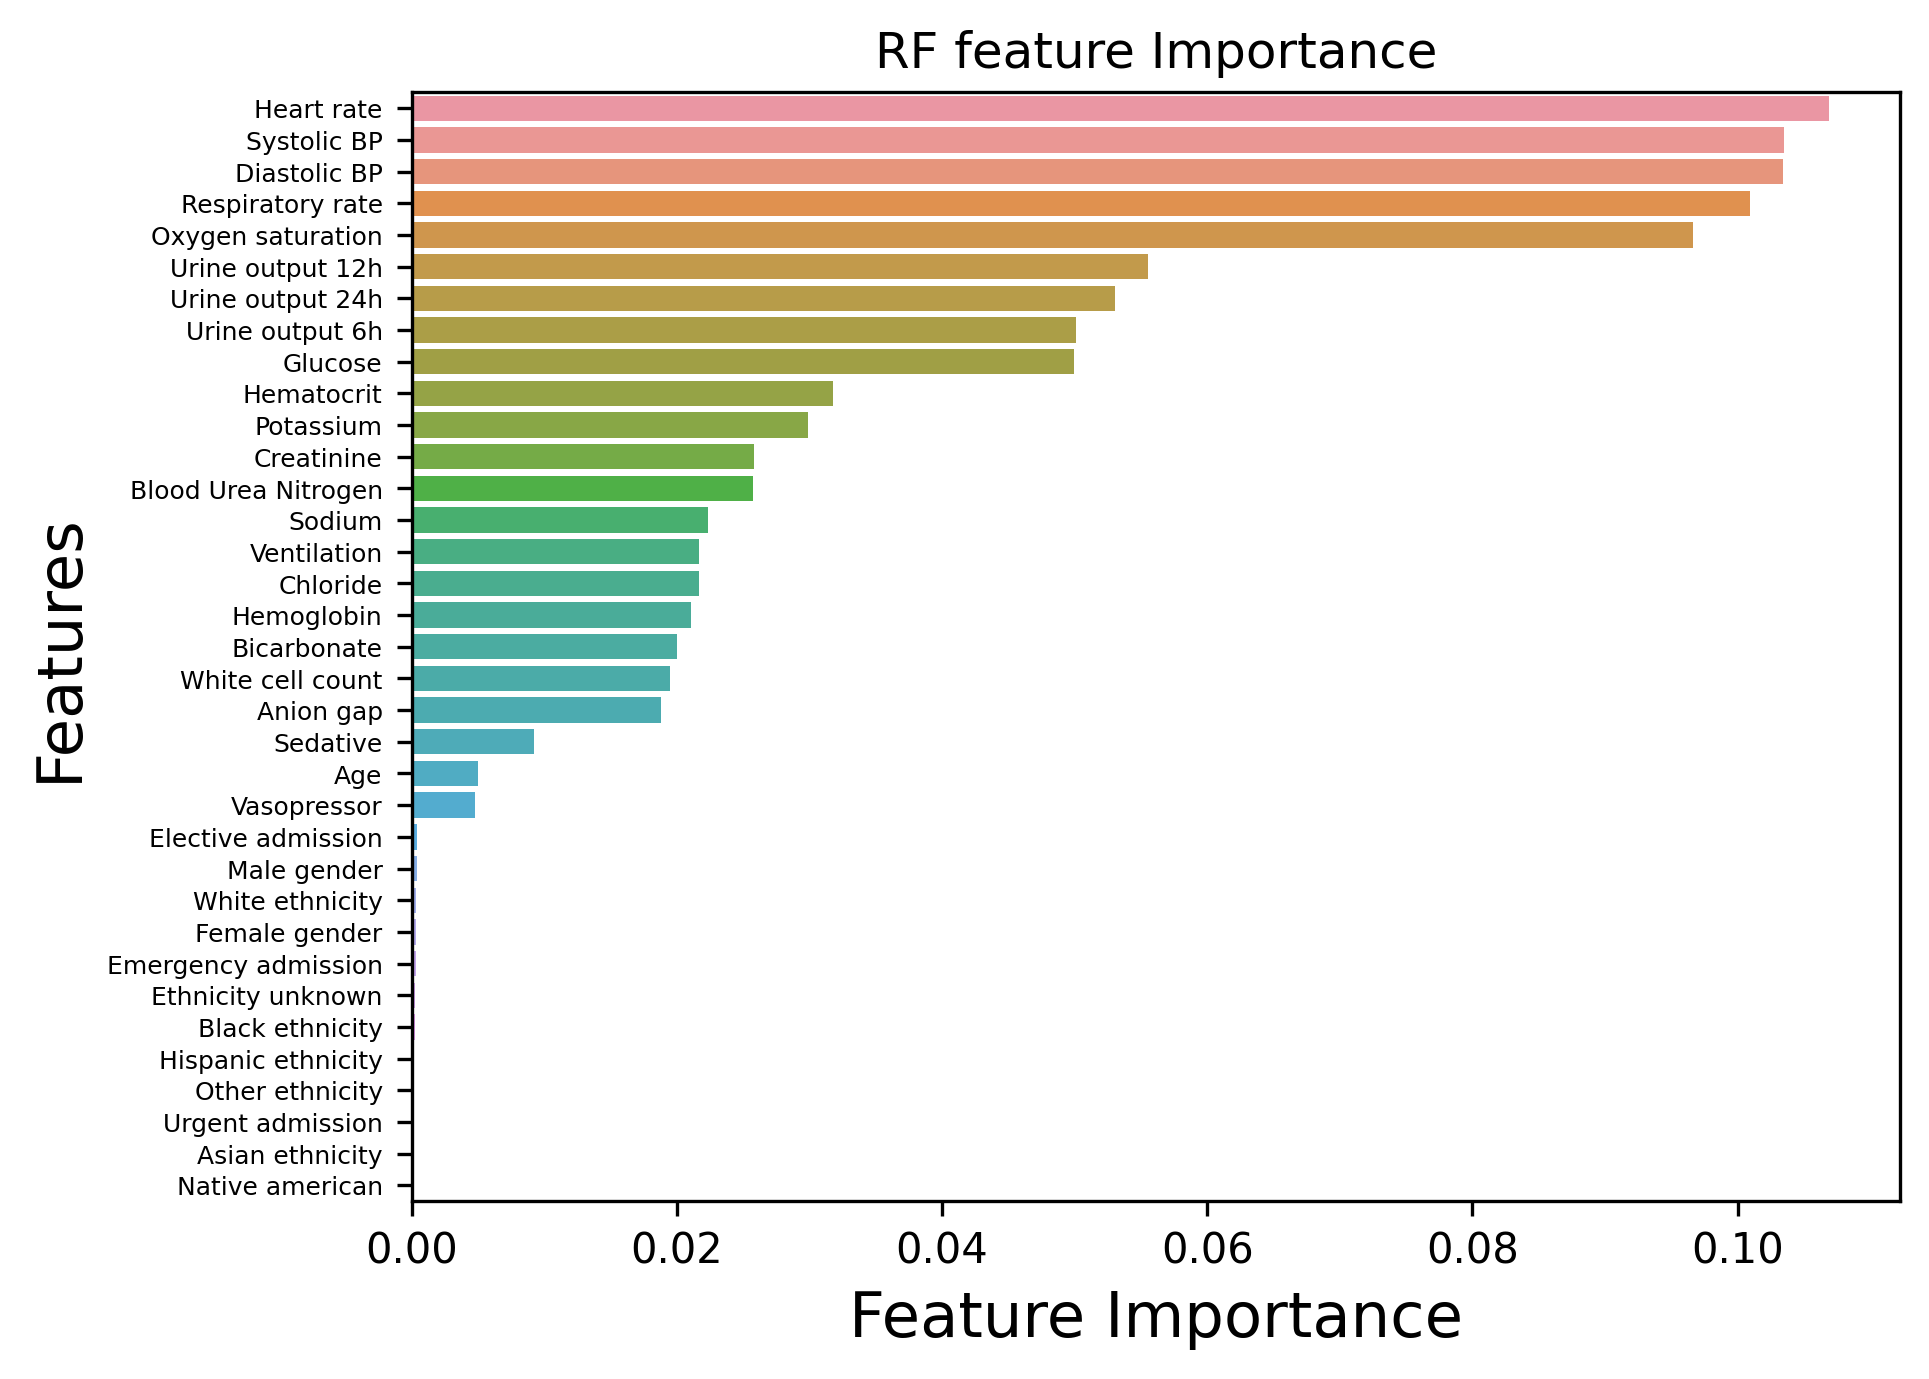 RF feature Importance
Heart rate
Systolic BP
Diastolic BP
Respiratory rate
Oxygen saturation
Urine output 12h
Urine output 24h
Urine output 6h
Glucose
Hematocrit
Potassium
Creatinine
Blood Urea Nitrogen
Sodium
Ventilation
Chloride
Hemoglobin
Bicarbonate
White cell count
Anion gap
Sedative
Age
Vasopressor
Elective admission
Male gender
White ethnicity
Female gender
Emergency admission
Ethnicity unknown
Black ethnicity
Hispanic ethnicity
Other ethnicity
Urgent admission
Asian ethnicity
Native american
Features
0.00 0.02 0.04 0.06 0.08 0.10
Feature Importance